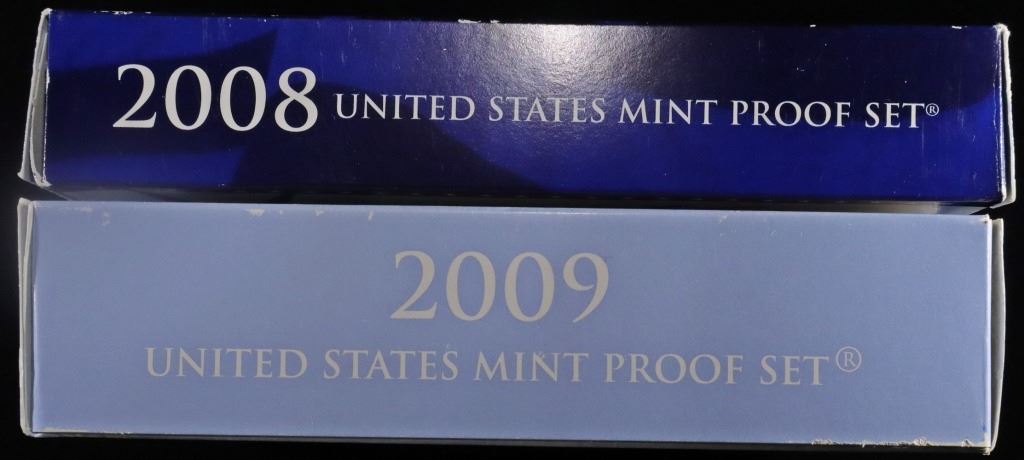 2008 UNITED STATES MINT PROOF SET®
2009
UNITED STATES MINT PROOF SET®